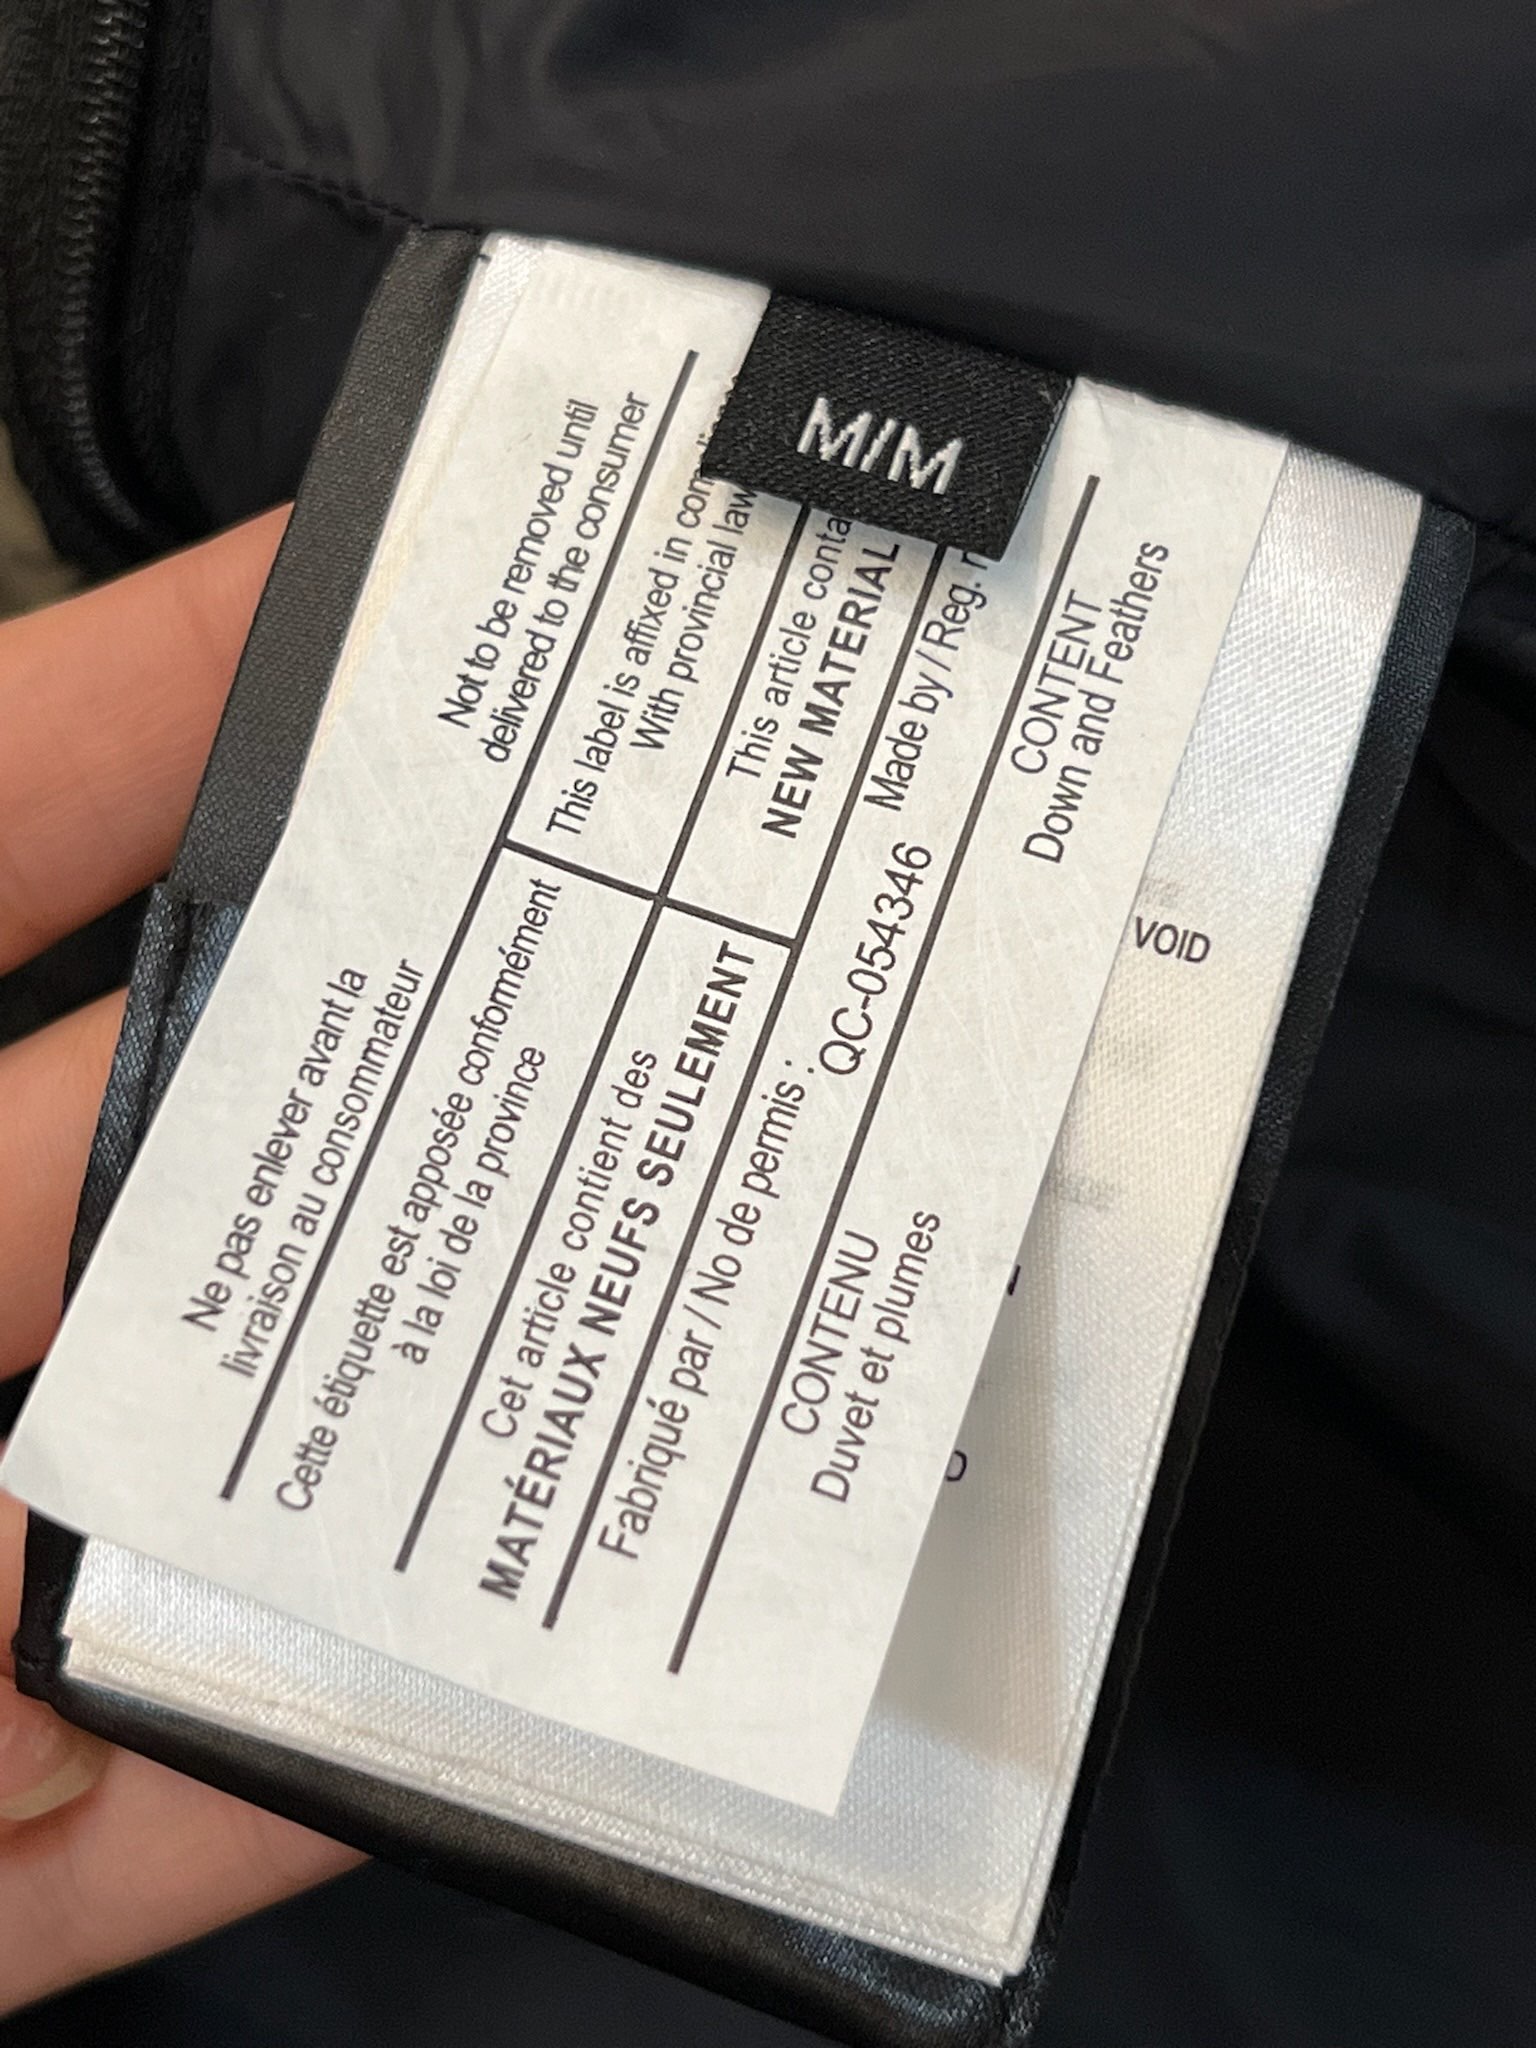 M/M
Ne pas enlever avant la
livraison au consommateur
Not to be removed until
delivered to the consumer
Cette étiquette est apposée conformément
à la loi de la province
This label is affixed in
With provincial law
Cet article contient des
MATÉRIAUX NEUFS SEULEMENT
This article
NEW MATERIAL
Fabriqué par / No de permis : QC-054346 Made by / Reg.
CONTENU
Duvet et plumes
CONTENT
Down and Feathers
VOID